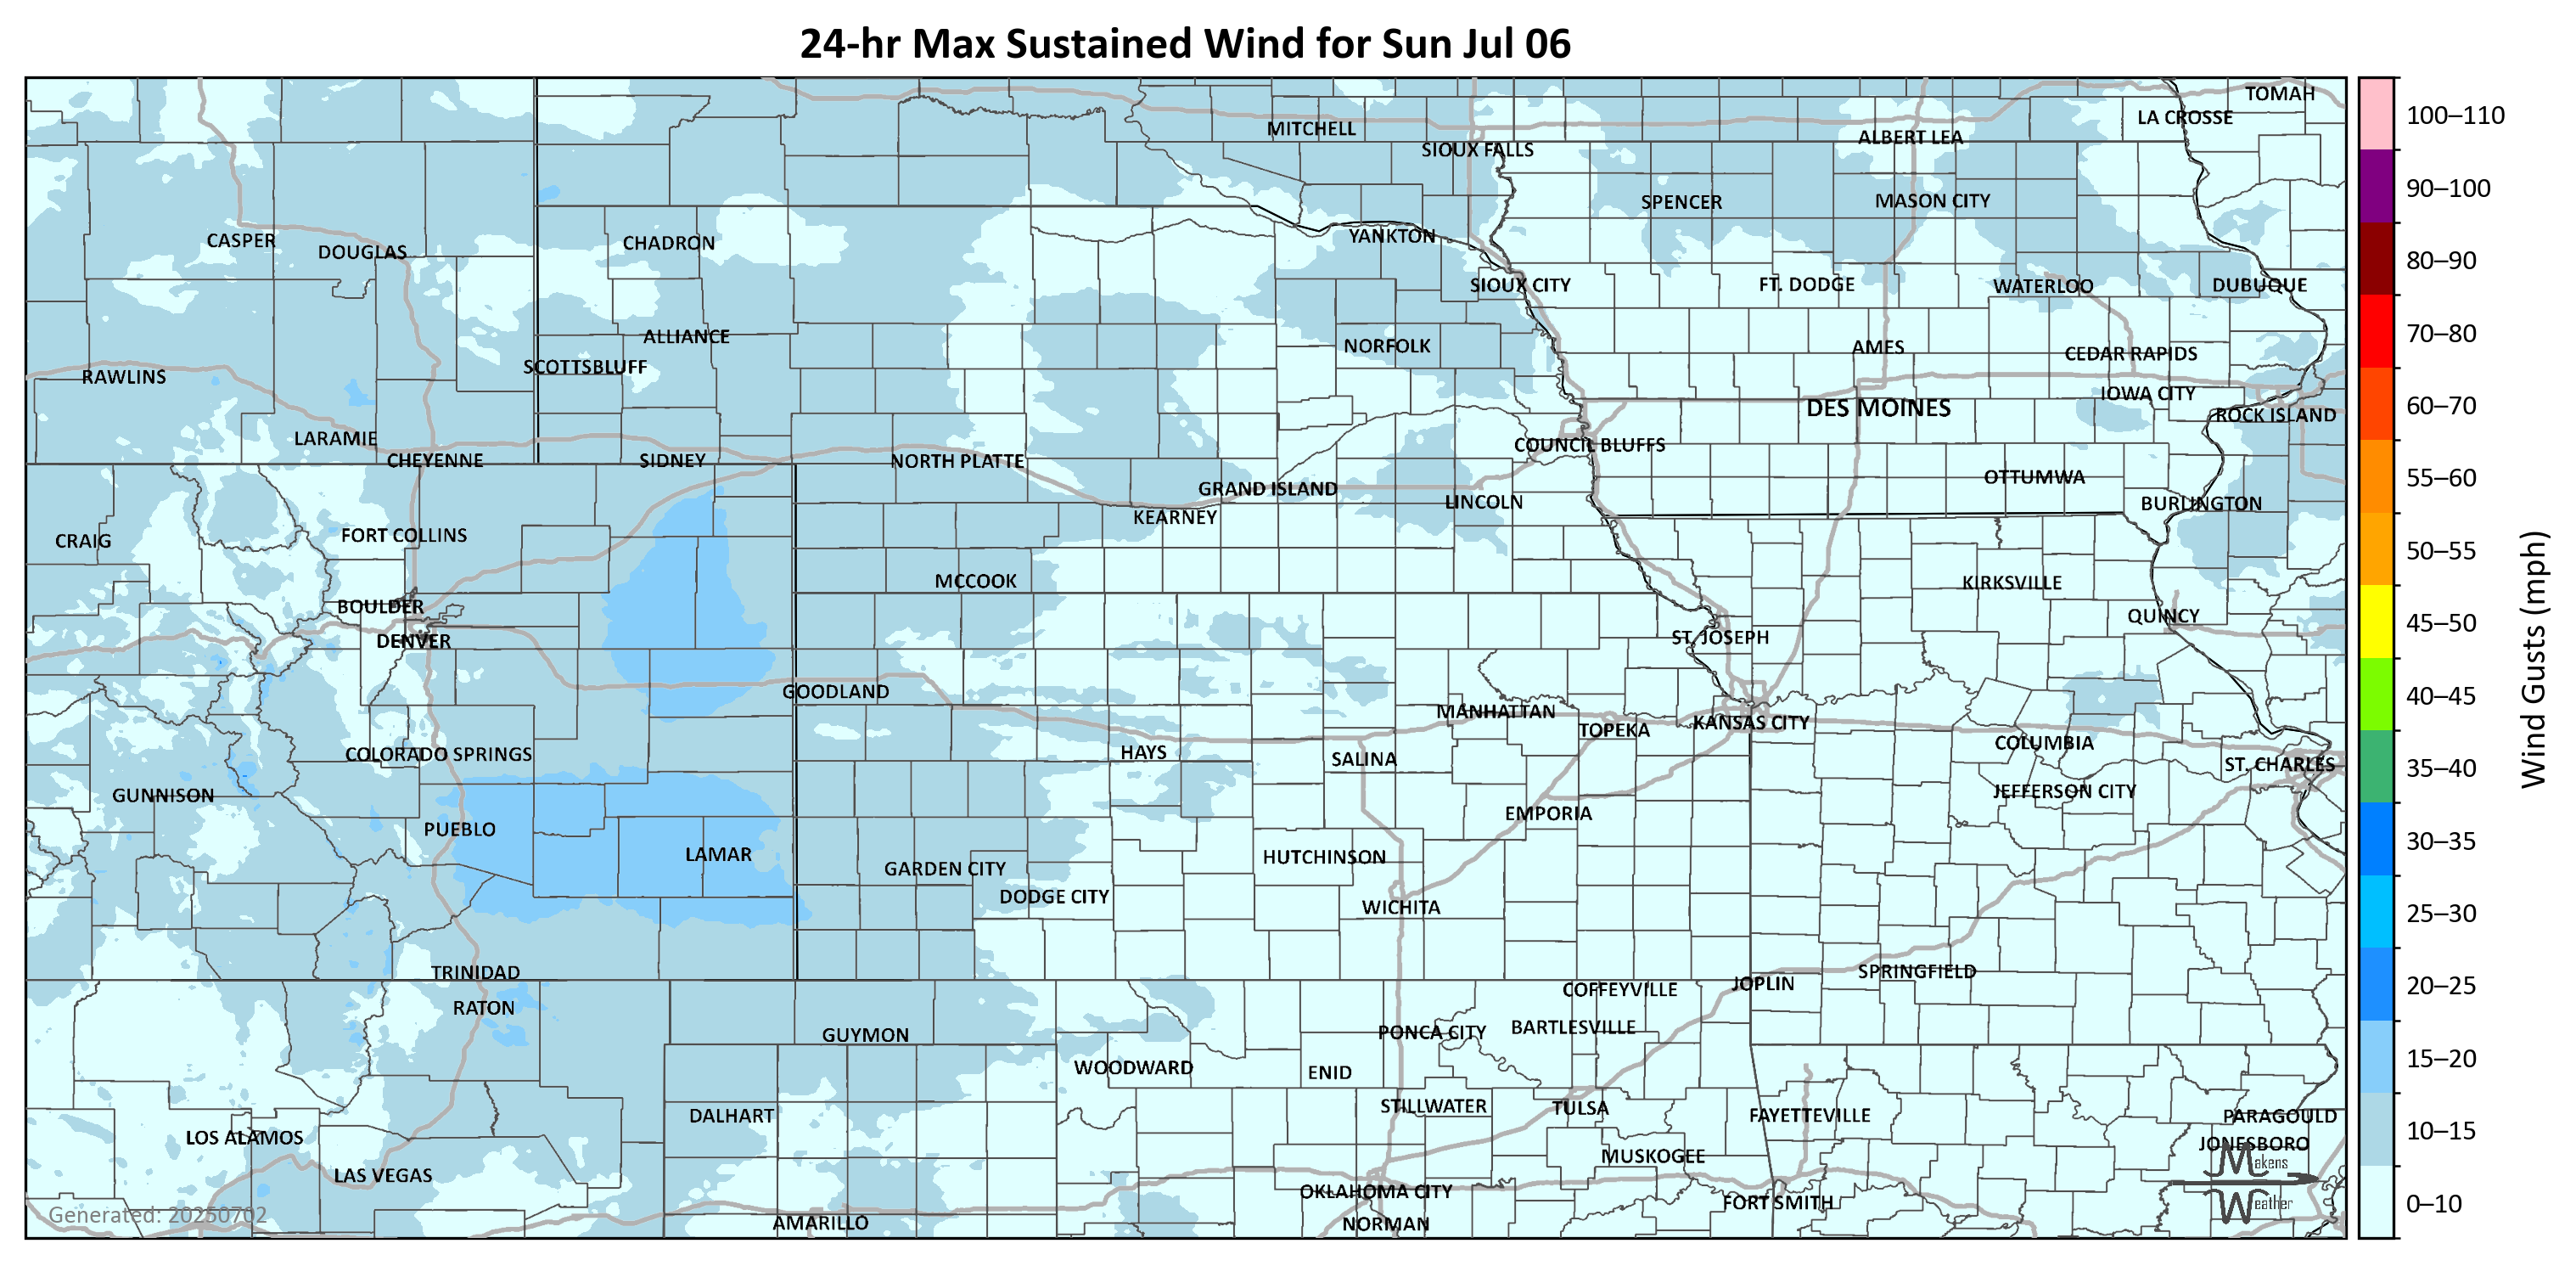 24-hr Max Sustained Wind for Sun Jul 06
TOMAH
LA CROSSE
MITCHELL
ALBERT LEA
SIOUX FALLS
SPENCER
MASON CITY
CASPER
DOUGLAS
CHADRON
YANKTON
SIOUX CITY
FT. DODGE
WATERLOO
DUBUQUE
ALLIANCE
NORFOLK
AMES
CEDAR RAPIDS
SCOTTSBLUFF
RAWLINS
IOWA CITY
DES MOINES
ROCK ISLAND
LARAMIE
COUNCIL BLUFFS
CHEYENNE
SIDNEY
NORTH PLATTE
OTTUMWA
GRAND ISLAND
LINCOLN
BURLINGTON
KEARNEY
CRAIG
FORT COLLINS
MCCOOK
KIRKSVILLE
BOULDER
QUINCY
DENVER
ST. JOSEPH
GOODLAND
MANHATTAN
TOPEKA
KANSAS CITY
COLORADO SPRINGS
HAYS
SALINA
COLUMBIA
ST. CHARLES
GUNNISON
JEFFERSON CITY
EMPORIA
PUEBLO
LAMAR
HUTCHINSON
GARDEN CITY
DODGE CITY
WICHITA
TRINIDAD
SPRINGFIELD
JOPLIN
COFFEYVILLE
RATON
GUYMON
PONCA CITY
BARTLESVILLE
WOODWARD
ENID
DALHART
STILLWATER
TULSA
FAYETTEVILLE
PARAGOULD
LOS ALAMOS
JONESBORO
MUSKOGEE
LAS VEGAS
OKLAHOMA CITY
FORT SMITH
AMARILLO
NORMAN
Generated: 20250702
Makens
Weather
100–110
90–100
80–90
70–80
60–70
55–60
50–55
45–50
40–45
35–40
30–35
25–30
20–25
15–20
10–15
0–10
Wind Gusts (mph)